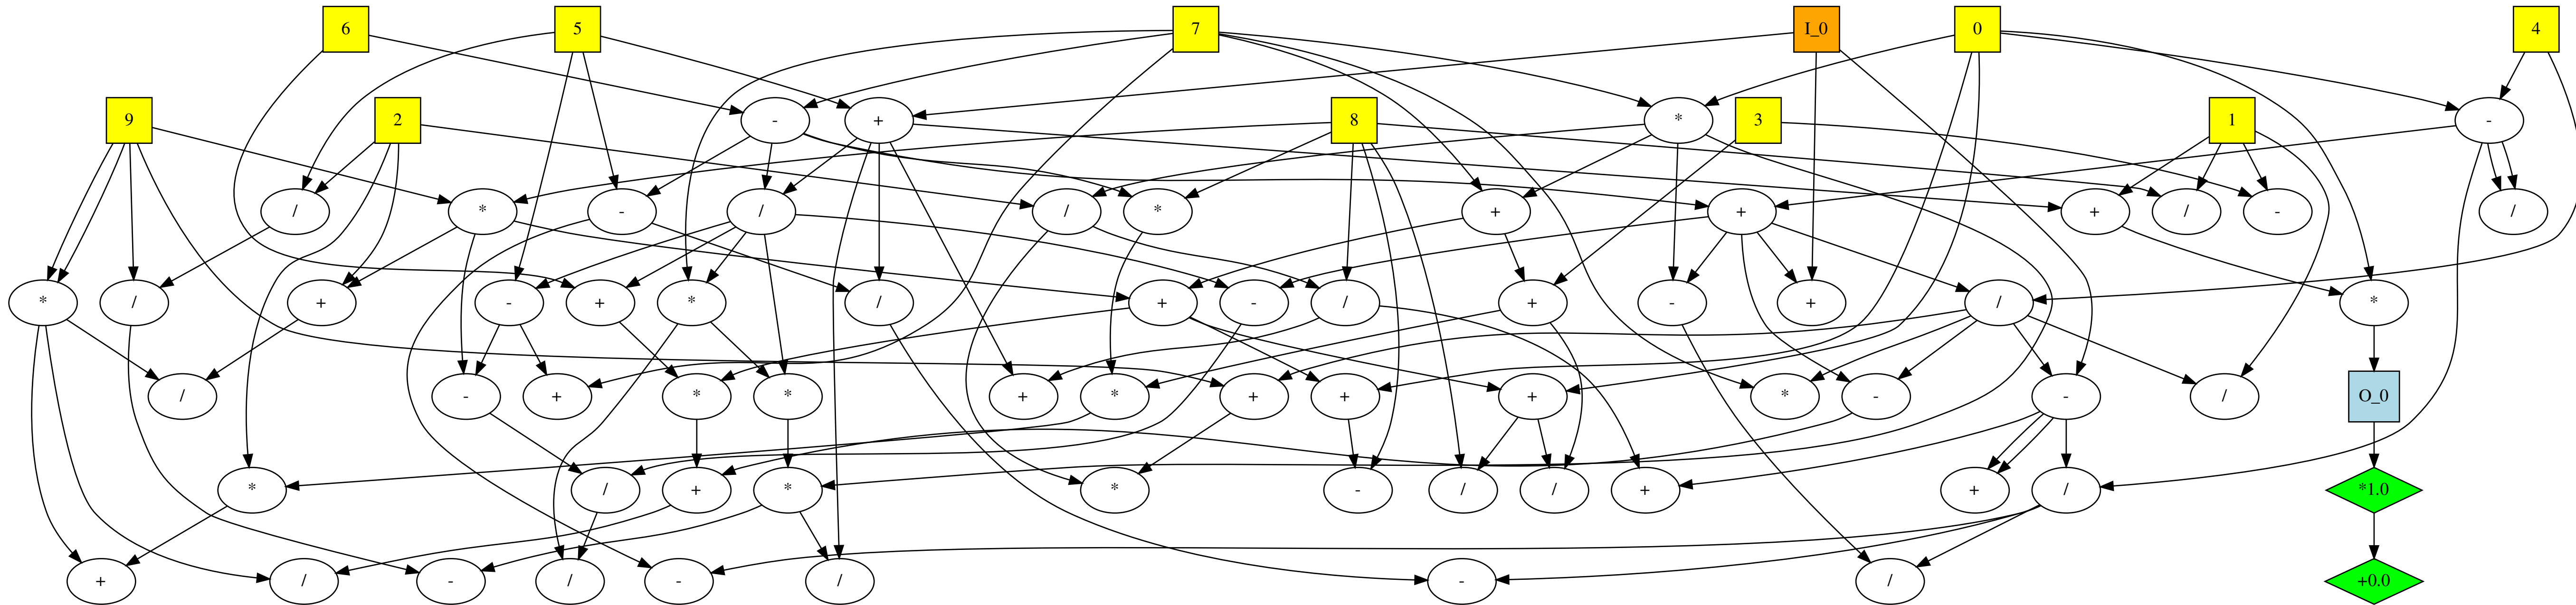 6 5 7 I_0 0 4
9 2 - + 8 * 3 1 -
/ * - / / * + + + / - /
* / + - + * / + - / + - + / *
/ - + * * + * + + + * - - / / O_0
* / + * * - / / + + / *1.0
+ / - / - / - / +0.0